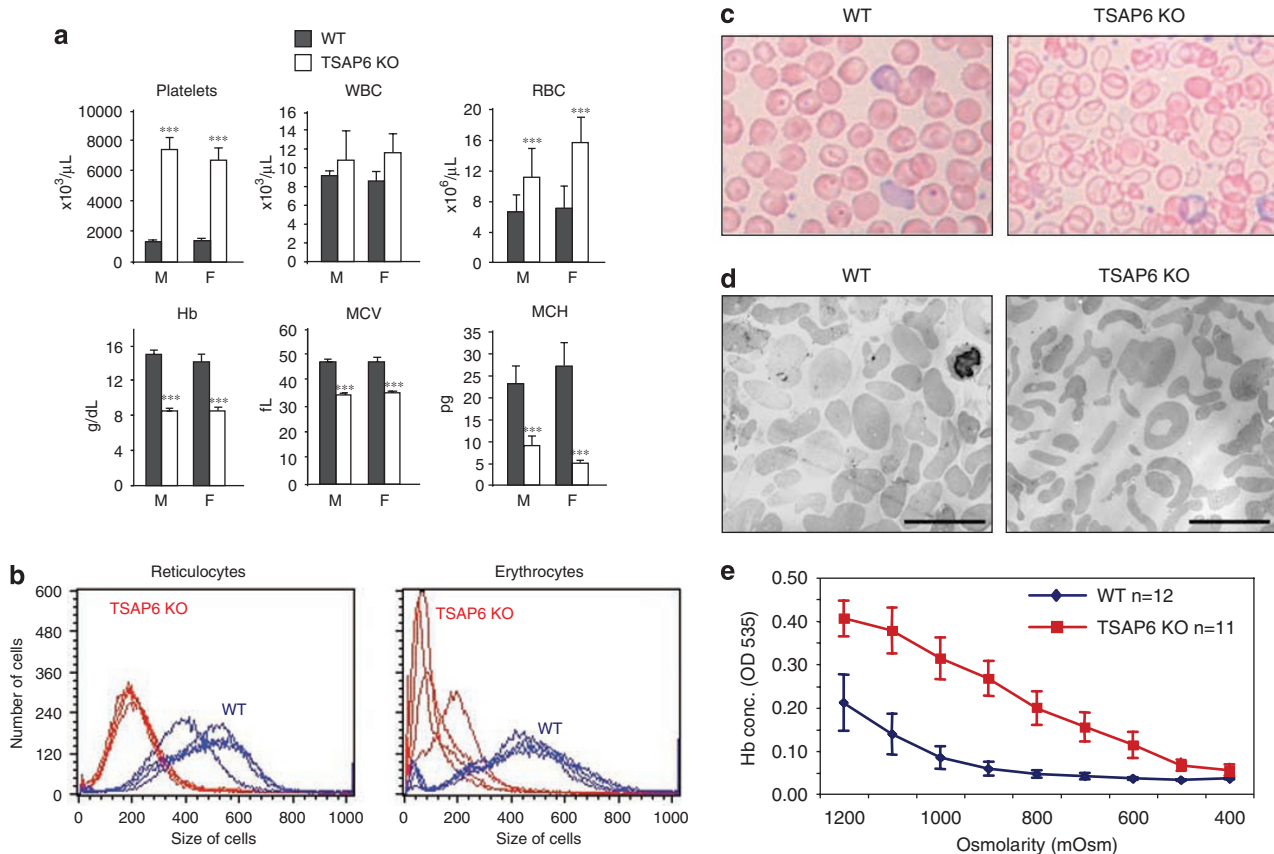 a
WT
TSAP6 KO
Platelets
10000
8000
6000
4000
2000
0
x10³/µL
***
***
M F
WBC
16
14
12
10
8
6
4
2
0
x10³/µL
M F
RBC
20
16
12
8
4
0
x10⁶/µL
***
***
M F
Hb
16
12
8
4
0
g/dL
***
***
M F
MCV
60
50
40
30
20
10
0
fL
***
***
M F
MCH
35
30
25
20
15
10
5
0
pg
***
***
M F
b
Reticulocytes
TSAP6 KO
WT
600
480
360
240
120
0
Number of cells
0 200 400 600 800 1000
Size of cells
Erythrocytes
TSAP6 KO
WT
600
480
360
240
120
0
0 200 400 600 800 1000
Size of cells
c
WT
TSAP6 KO
d
WT
TSAP6 KO
e
0.50
0.40
0.30
0.20
0.10
0.00
Hb conc. (OD 535)
WT n=12
TSAP6 KO n=11
1200 1000 800 600 400
Osmolarity (mOsm)